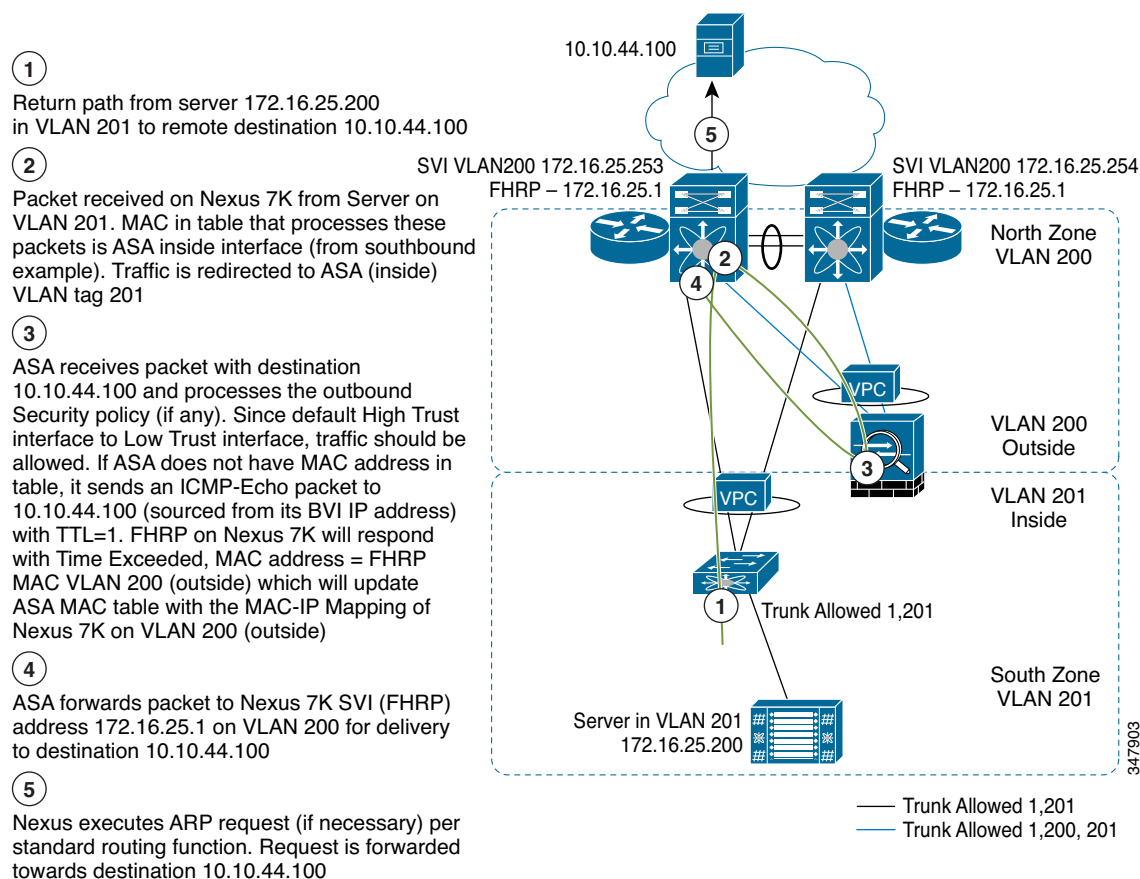 1
Return path from server 172.16.25.200
in VLAN 201 to remote destination 10.10.44.100
2
Packet received on Nexus 7K from Server on
VLAN 201. MAC in table that processes these
packets is ASA inside interface (from southbound
example). Traffic is redirected to ASA (inside)
VLAN tag 201
3
ASA receives packet with destination
10.10.44.100 and processes the outbound
Security policy (if any). Since default High Trust
interface to Low Trust interface, traffic should be
allowed. If ASA does not have MAC address in
table, it sends an ICMP-Echo packet to
10.10.44.100 (sourced from its BVI IP address)
with TTL=1. FHRP on Nexus 7K will respond
with Time Exceeded, MAC address = FHRP
MAC VLAN 200 (outside) which will update
ASA MAC table with the MAC-IP Mapping of
Nexus 7K on VLAN 200 (outside)
4
ASA forwards packet to Nexus 7K SVI (FHRP)
address 172.16.25.1 on VLAN 200 for delivery
to destination 10.10.44.100
5
Nexus executes ARP request (if necessary) per
standard routing function. Request is forwarded
towards destination 10.10.44.100
10.10.44.100
5
SVI VLAN200 172.16.25.253
FHRP – 172.16.25.1
SVI VLAN200 172.16.25.254
FHRP – 172.16.25.1
North Zone
VLAN 200
2
4
VPC
VLAN 200
Outside
3
VPC
VLAN 201
Inside
1
Trunk Allowed 1,201
South Zone
VLAN 201
Server in VLAN 201
172.16.25.200
347903
Trunk Allowed 1,201
Trunk Allowed 1,200, 201